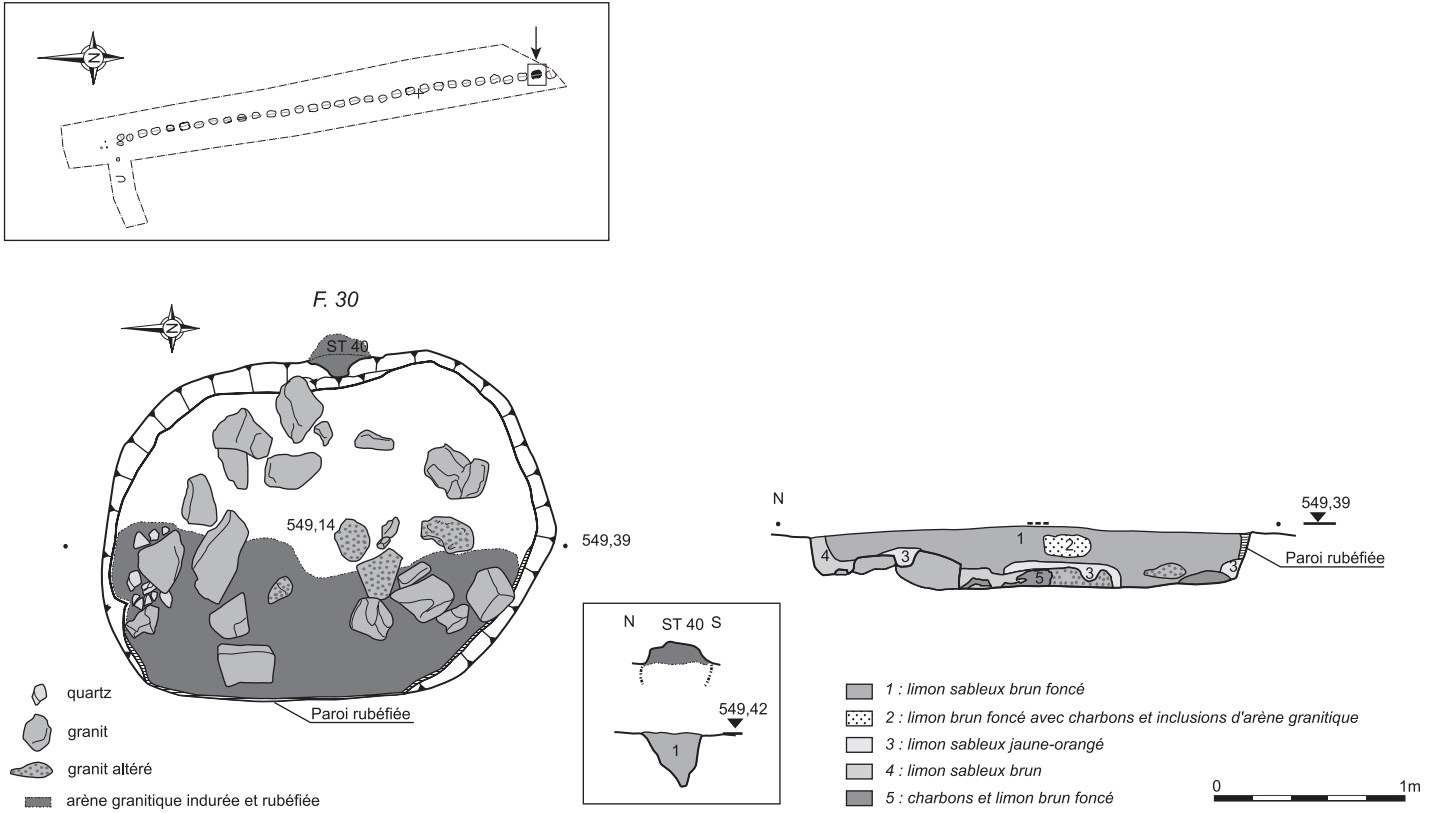 N
F. 30
N
ST 40
549,14
549,39
Paroi rubéfiée
quartz
granit
granit altéré
arène granitique indurée et rubéfiée
N ST 40 S
549,42
1
N
549,39
1
2
3
4
3
5
3
Paroi rubéfiée
1 : limon sableux brun foncé
2 : limon brun foncé avec charbons et inclusions d'arène granitique
3 : limon sableux jaune-orangé
4 : limon sableux brun
5 : charbons et limon brun foncé
0 1m